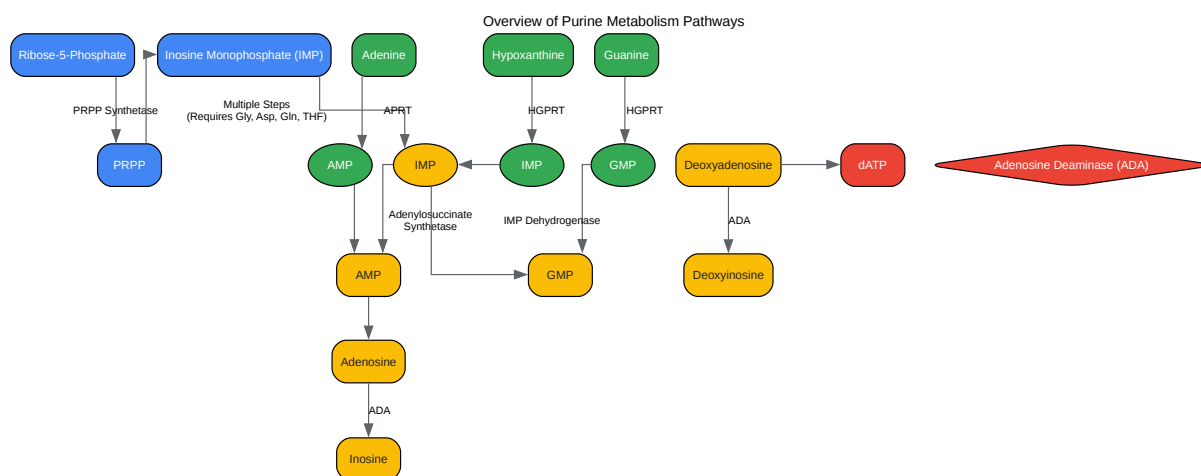 Overview of Purine Metabolism Pathways
Ribose-5-Phosphate
Inosine Monophosphate (IMP)
Adenine
Hypoxanthine
Guanine
PRPP Synthetase
Multiple Steps
(Requires Gly, Asp, Gln, THF)
APRT
HGPRT
HGPRT
PRPP
AMP
IMP
IMP
GMP
Deoxyadenosine
dATP
Adenosine Deaminase (ADA)
Adenylosuccinate
Synthetase
IMP Dehydrogenase
ADA
AMP
GMP
Deoxyinosine
Adenosine
ADA
Inosine